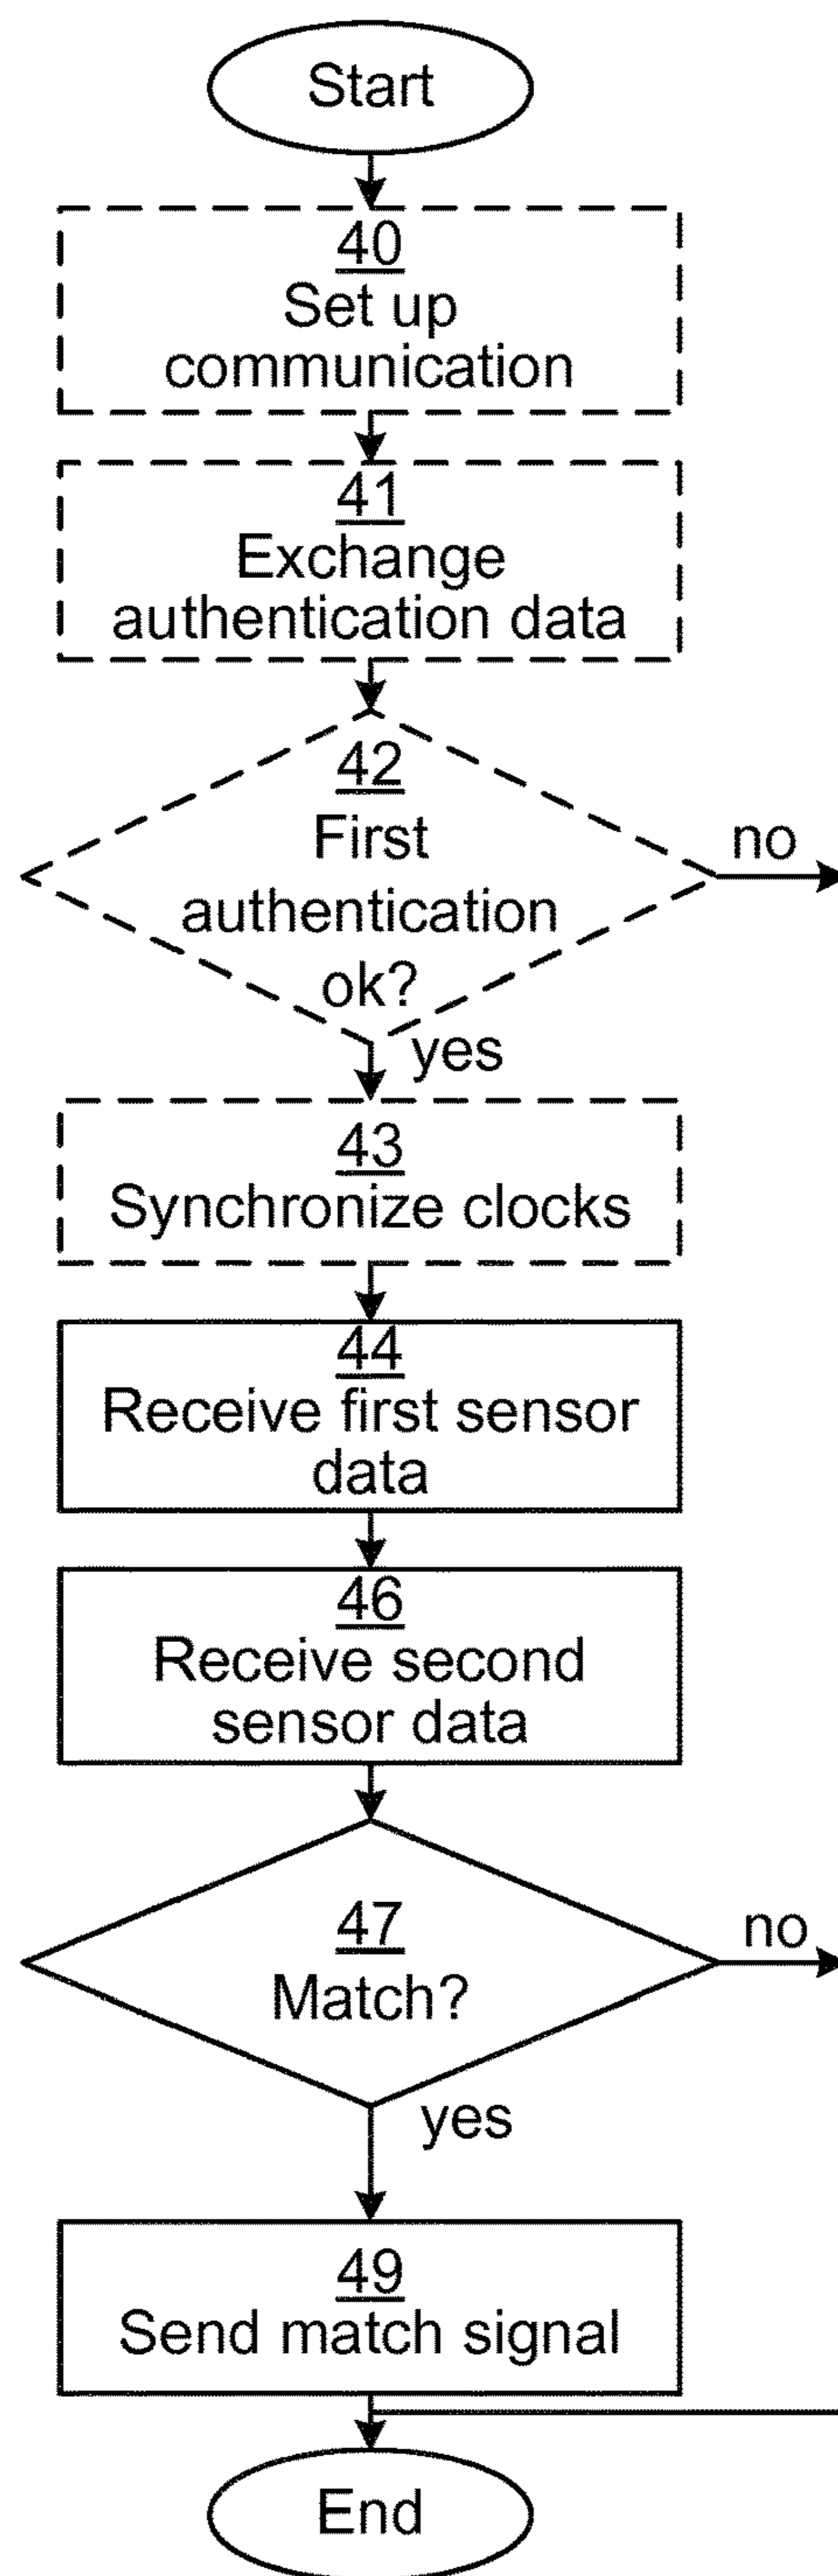 Start
40
Set up
communication
41
Exchange
authentication data
42
First
authentication
ok?
no
yes
43
Synchronize clocks
44
Receive first sensor
data
46
Receive second
sensor data
47
Match?
no
yes
49
Send match signal
End